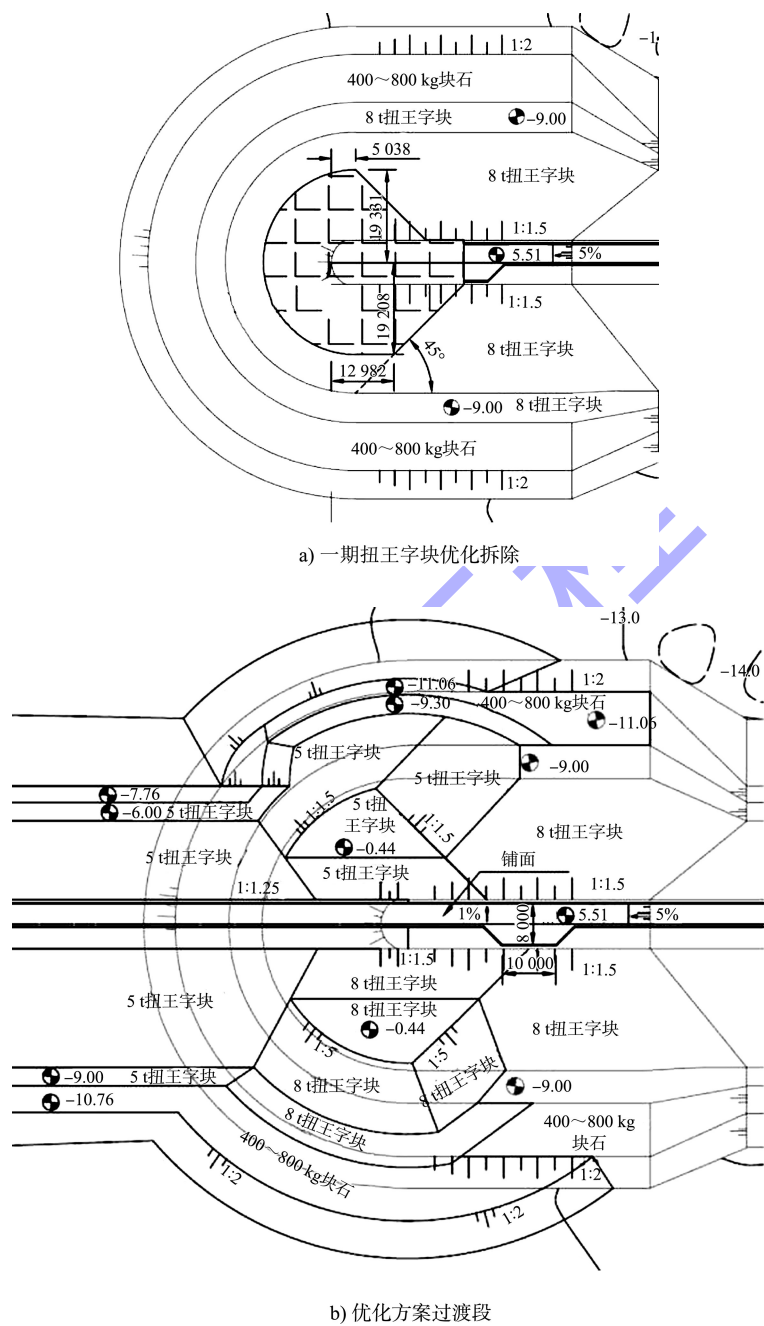 1:2
-1
400～800 kg块石
8 t扭王字块
-9.00
5 038
8 t扭王字块
19 331
1:1.5
5.51
5%
1:1.5
19 208
8 t扭王字块
45°
12 982
-9.00
8 t扭王字块
400～800 kg块石
1:2
a) 一期扭王字块优化拆除
-13.0
-14.0
1:2
-11.06
-9.30
400～800 kg块石
-11.06
5 t扭王字块
-9.00
5 t扭王字块
-7.76
-6.00
5 t扭王字块
1:1.5
5 t扭
王字块
1:1.5
8 t扭王字块
-0.44
5 t扭王字块
5 t扭王字块
铺面
1:1.25
1:1.5
1%
8 000
5.51
5%
1:1.5
10 000
1:1.5
8 t扭王字块
5 t扭王字块
8 t扭王字块
-0.44
8 t扭王字块
1:5
1:5
-9.00
5 t扭王字块
8 t扭王字块
8 t扭王字块
-9.00
-10.76
8 t扭王字块
400～800 kg
块石
400～800 kg块石
1:2
1:2
1:2
b) 优化方案过渡段